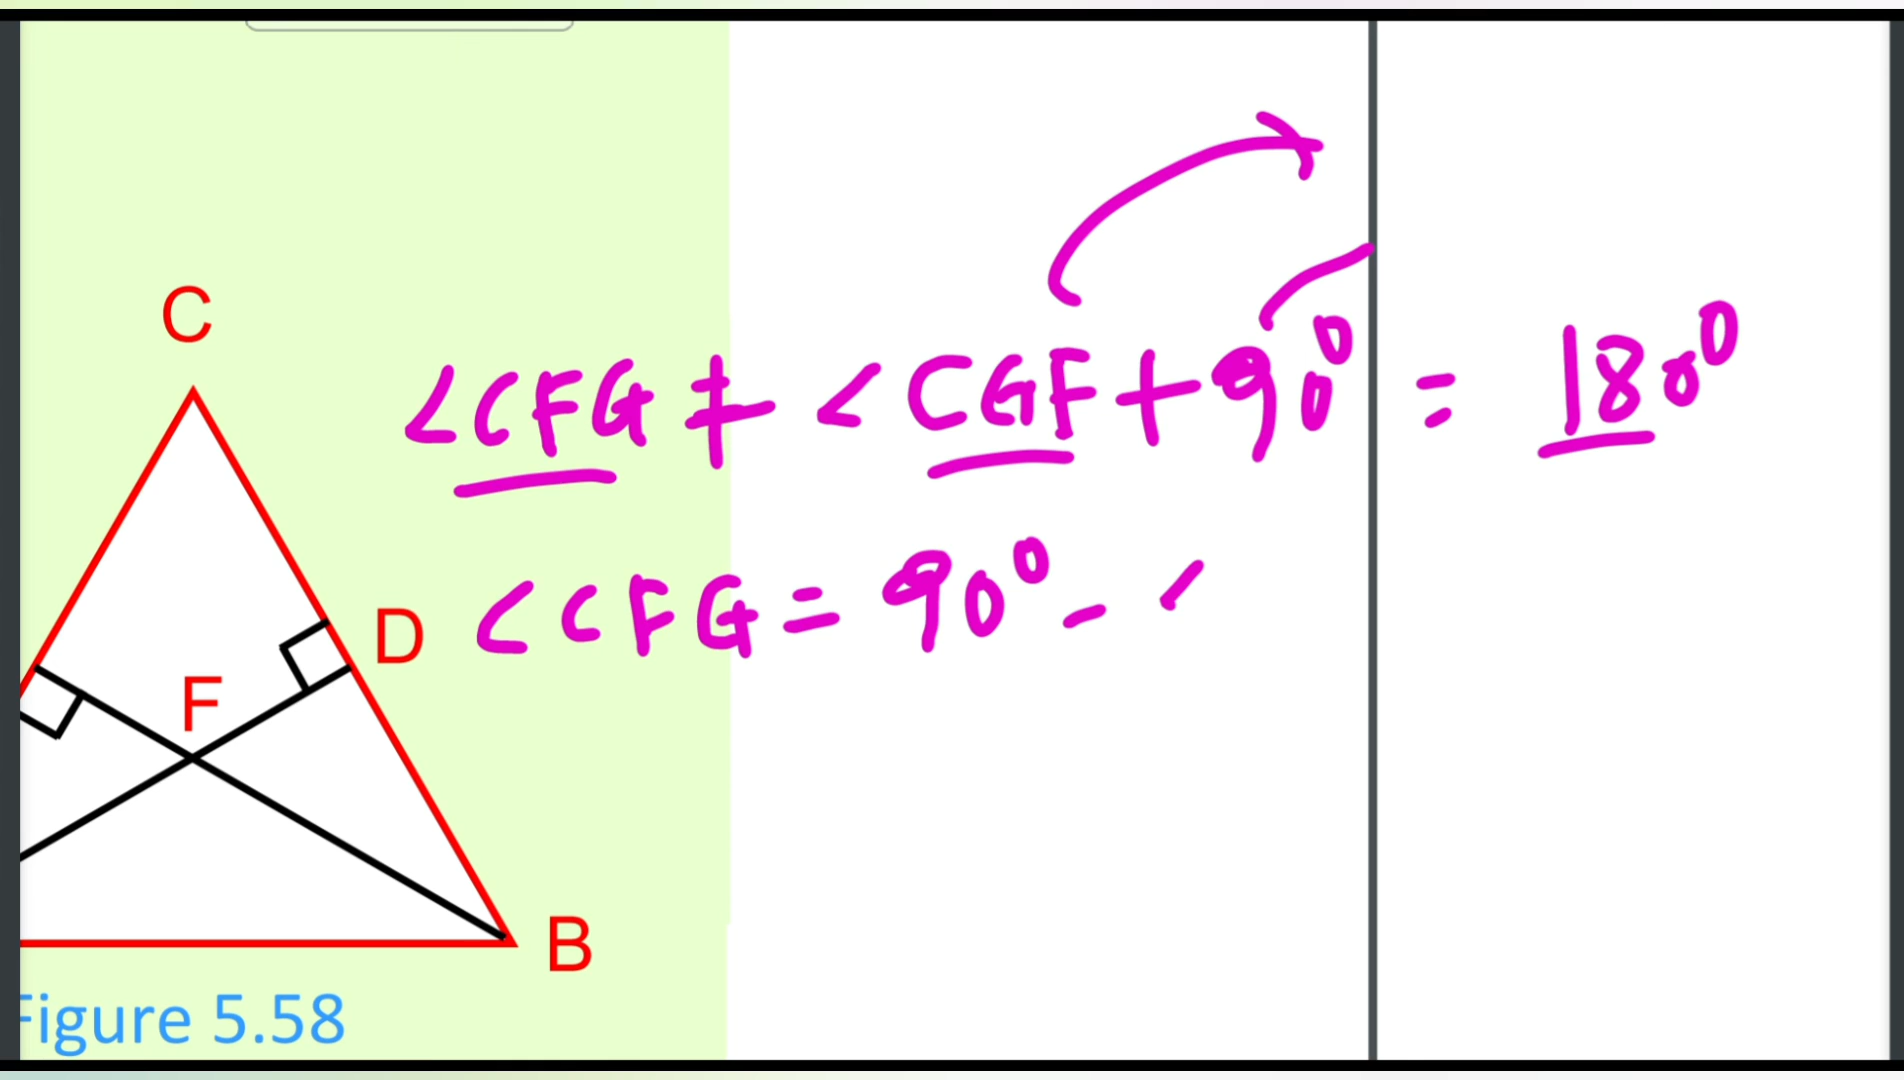 C
∠CFG + ∠CGF + 90° = 180°
D
∠CFG = 90° - ∠
F
B
Figure 5.58